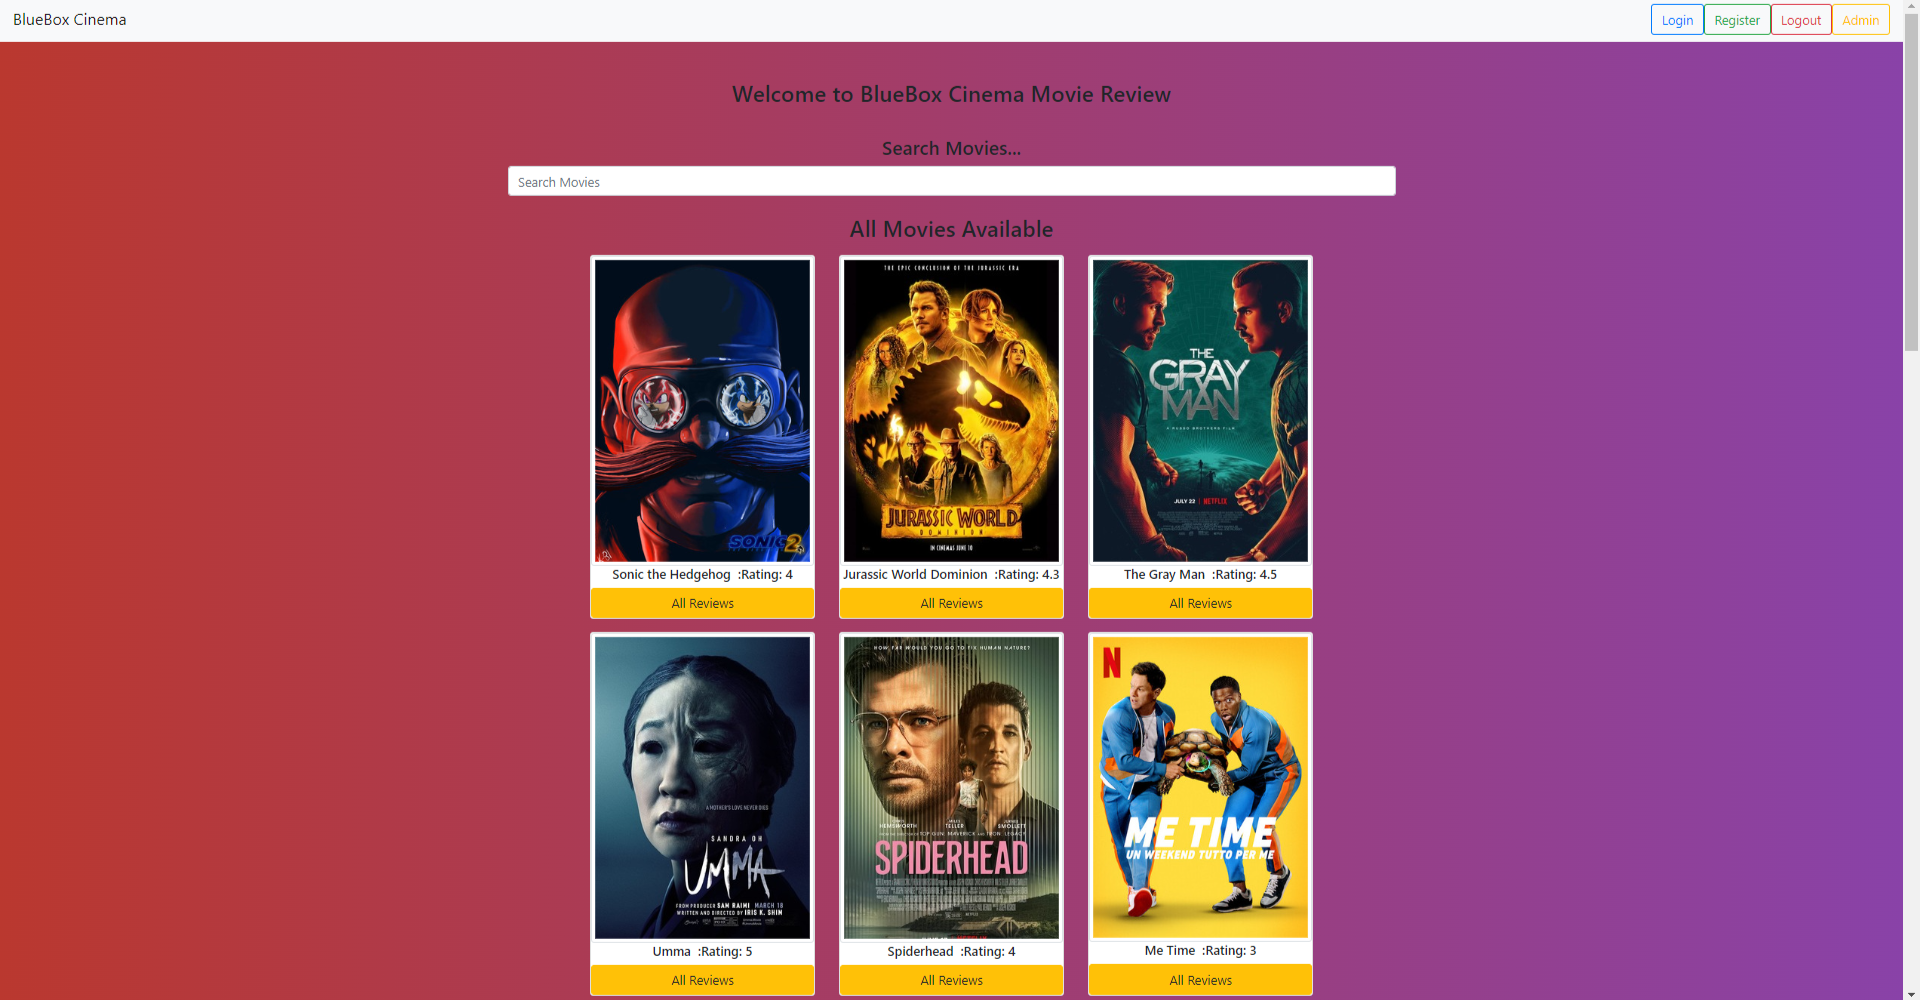 BlueBox Cinema
Login Register Logout Admin
Welcome to BlueBox Cinema Movie Review
Search Movies...
Search Movies
All Movies Available
SONIC 2
Sonic the Hedgehog :Rating: 4
All Reviews
THE EPIC CONCLUSION OF THE JURASSIC ERA
JURASSIC WORLD
DOMINION
IN CINEMAS JUNE 10
Jurassic World Dominion :Rating: 4.3
All Reviews
THE
GRAY
MAN
A RUSSO BROTHERS FILM
JULY 22 | NETFLIX
The Gray Man :Rating: 4.5
All Reviews
A MOTHER'S LOVE NEVER DIES
SANDRA OH
UMMA
FROM PRODUCER SAM RAIMI MARCH 18
WRITTEN AND DIRECTED BY IRIS K. SHIM
Umma :Rating: 5
All Reviews
HOW FAR WOULD YOU GO TO FIX HUMAN NATURE?
HEMSWORTH
TELLER
SMOLLETT
FROM THE DIRECTOR OF TOP GUN: MAVERICK AND TRON: LEGACY
SPIDERHEAD
Spiderhead :Rating: 4
All Reviews
N
ME TIME
UN WEEKEND TUTTO PER ME
Me Time :Rating: 3
All Reviews